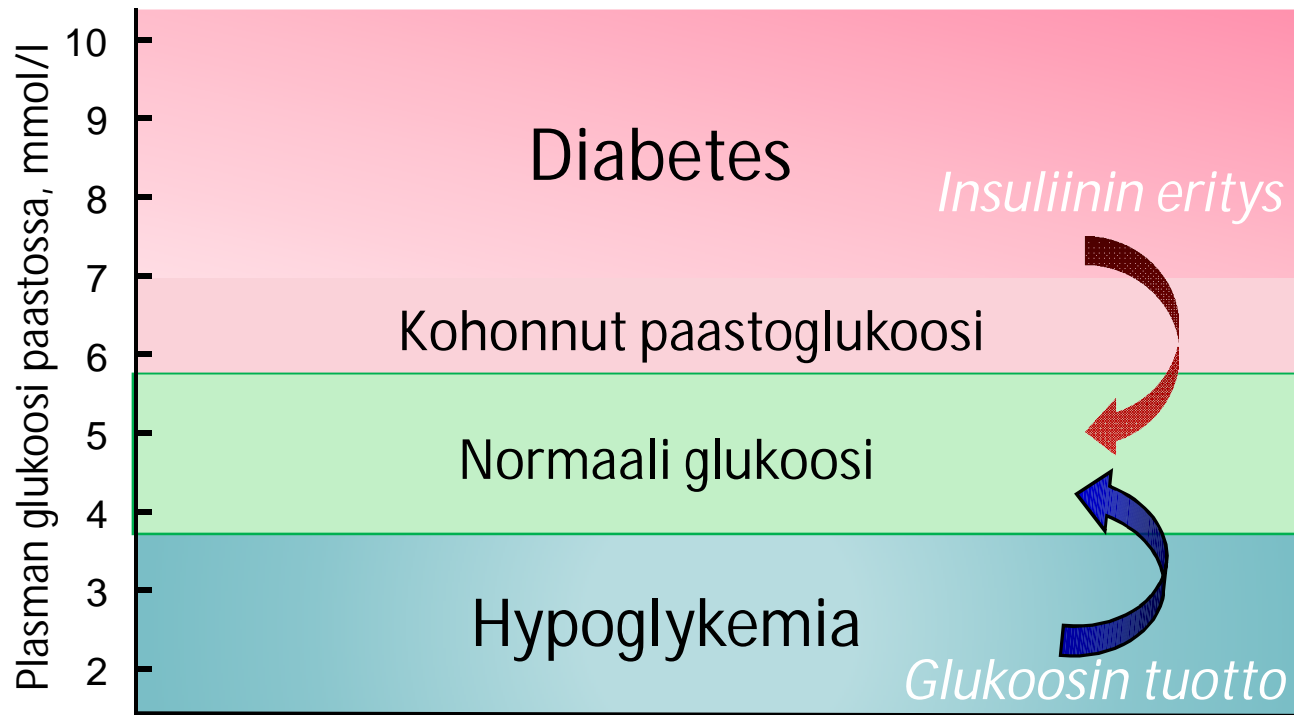 Plasman glukoosi paastossa, mmol/l
10
9
Diabetes
8
Insuliinin eritys
7
Kohonnut paastoglukoosi
6
5
Normaali glukoosi
4
3
Hypoglykemia
2
Glukoosin tuotto